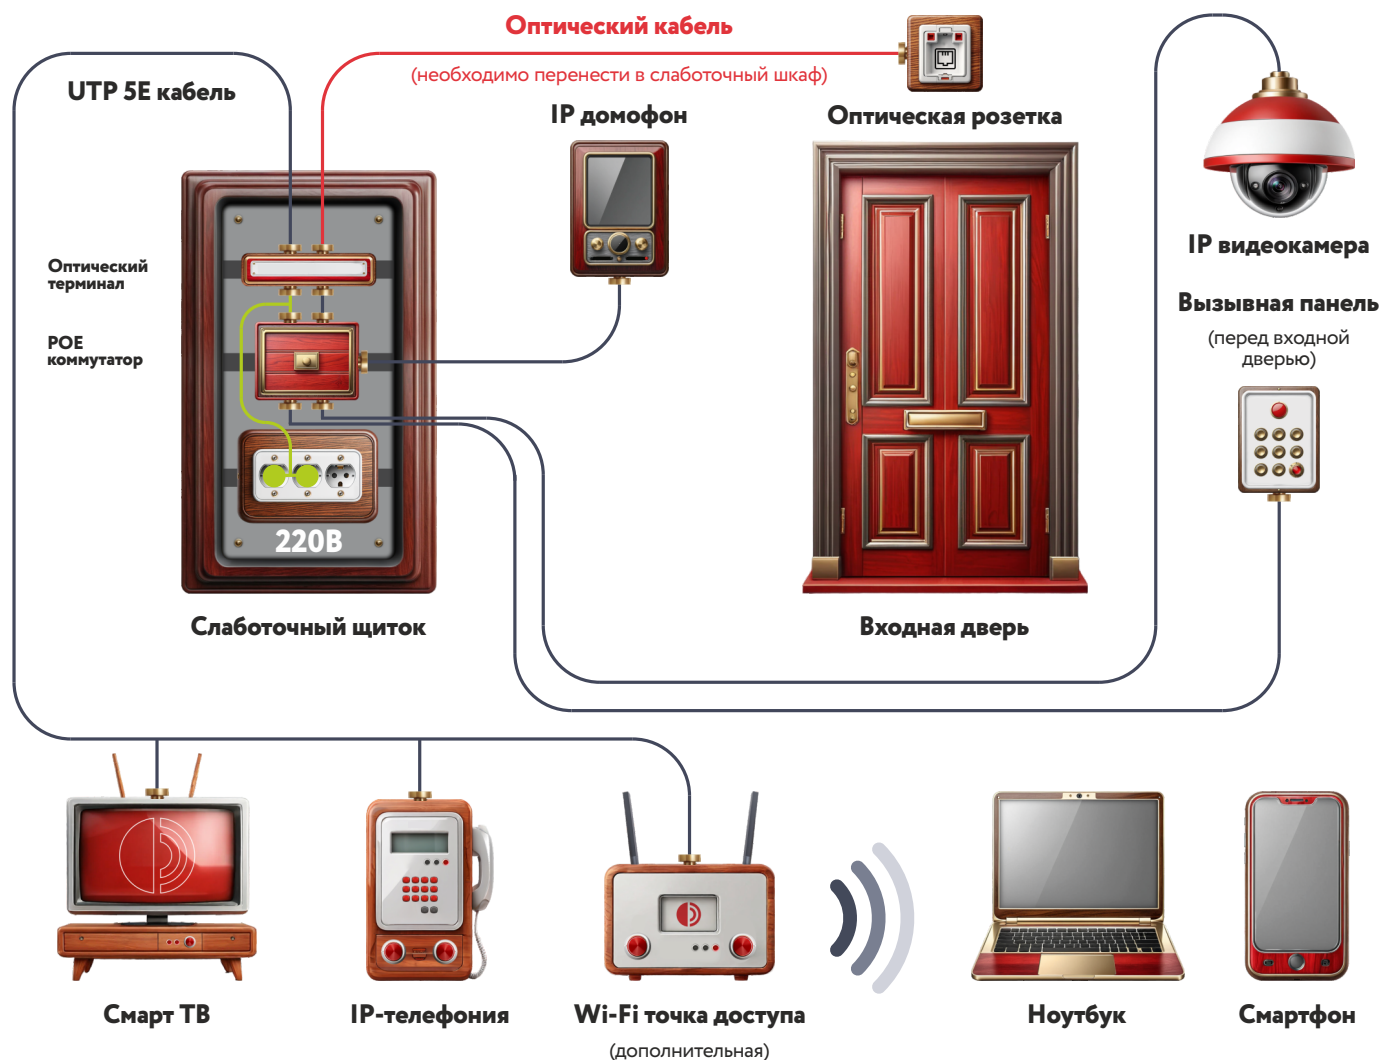 Оптический кабель
(необходимо перенести в слаботочный шкаф)
UTP 5E кабель
IP домофон
Оптическая розетка
IP видеокамера
Оптический
терминал
Вызывная панель
(перед входной
дверью)
POE
коммутатор
220В
Слаботочный щиток
Входная дверь
Смарт ТВ
IP-телефония
Wi-Fi точка доступа
(дополнительная)
Ноутбук
Смартфон